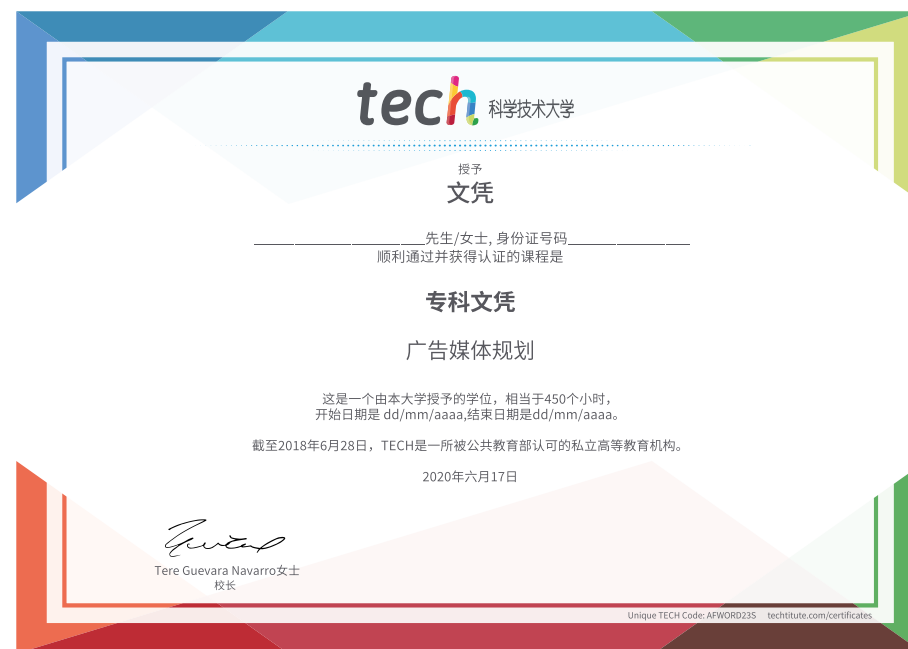 tech 科学技术大学
授予
文凭
______________________先生/女士, 身份证号码________________
顺利通过并获得认证的课程是
专科文凭
广告媒体规划
这是一个由本大学授予的学位，相当于450个小时，
开始日期是 dd/mm/aaaa,结束日期是dd/mm/aaaa。
截至2018年6月28日，TECH是一所被公共教育部认可的私立高等教育机构。
2020年六月17日
Tere Guevara Navarro女士
校长
Unique TECH Code: AFWORD23S techtitute.com/certificates